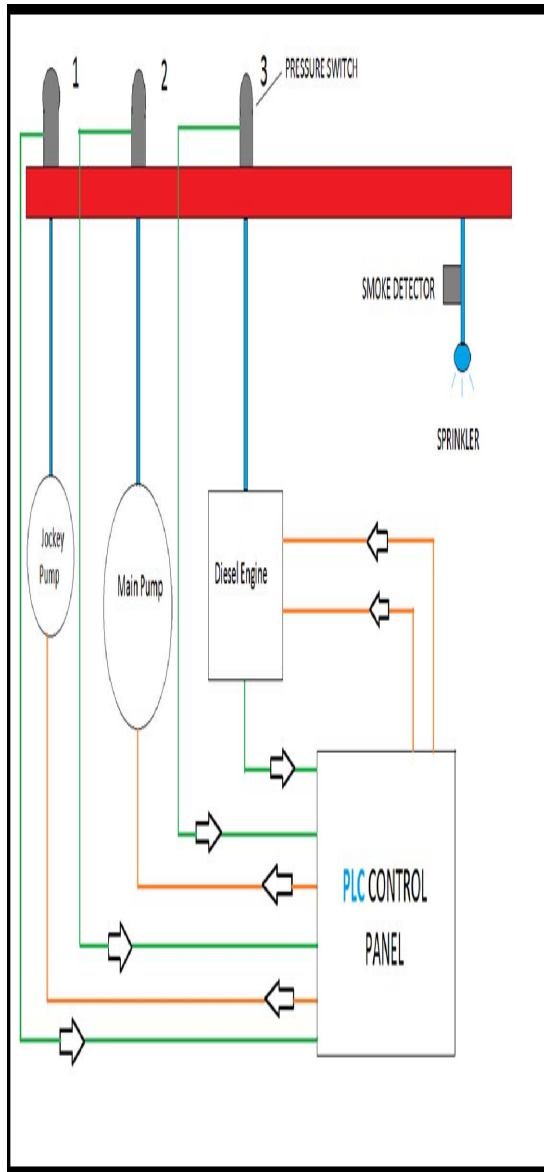 1
2
3
PRESSURE SWITCH
SMOKE DETECTOR
SPRINKLER
Jockey
Pump
Main Pump
Diesel Engine
PLC CONTROL
PANEL